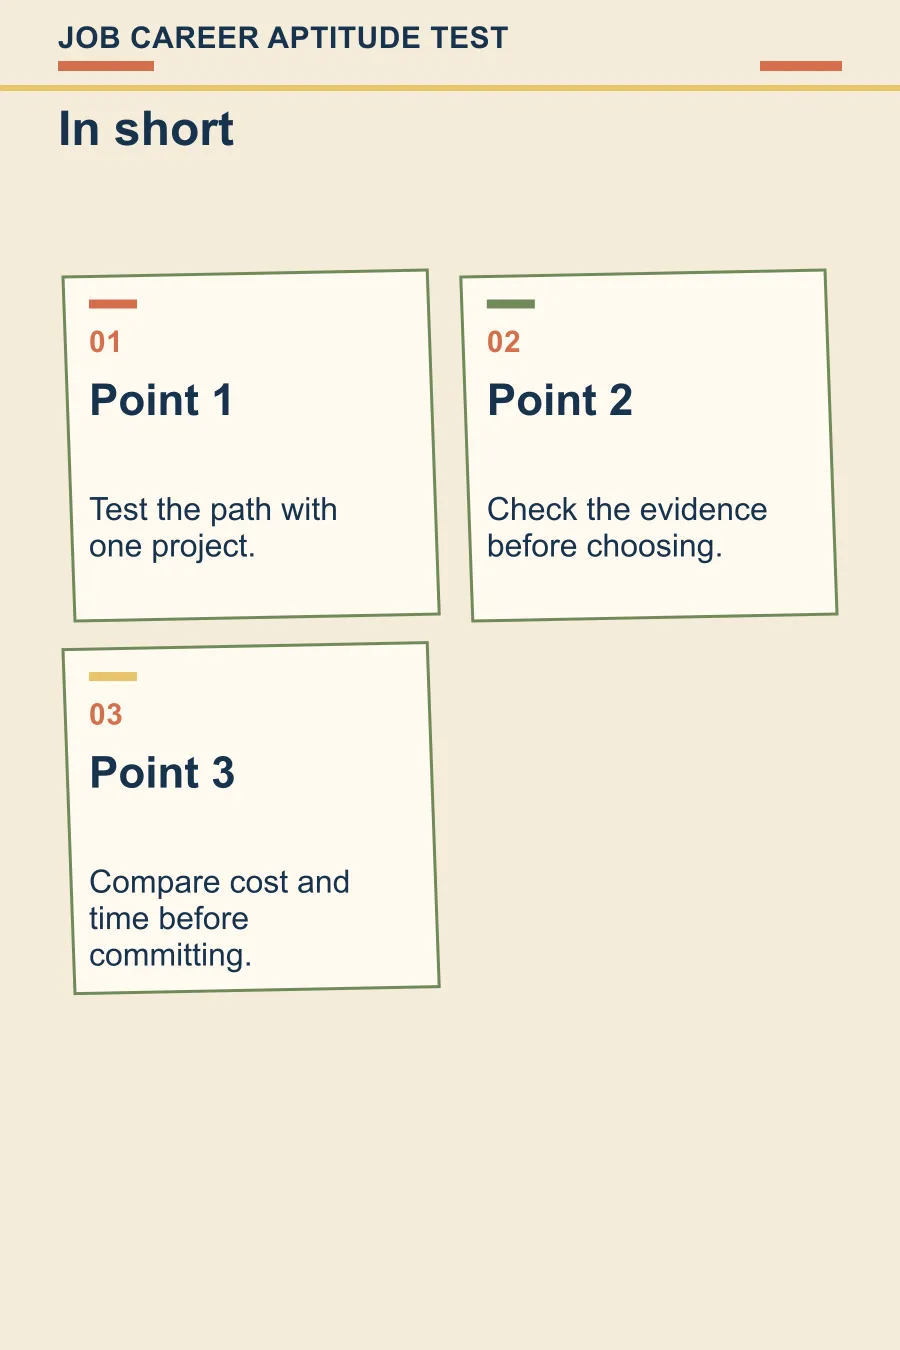 JOB CAREER APTITUDE TEST
In short
01
Point 1
Test the path with
one project.
02
Point 2
Check the evidence
before choosing.
03
Point 3
Compare cost and
time before
committing.